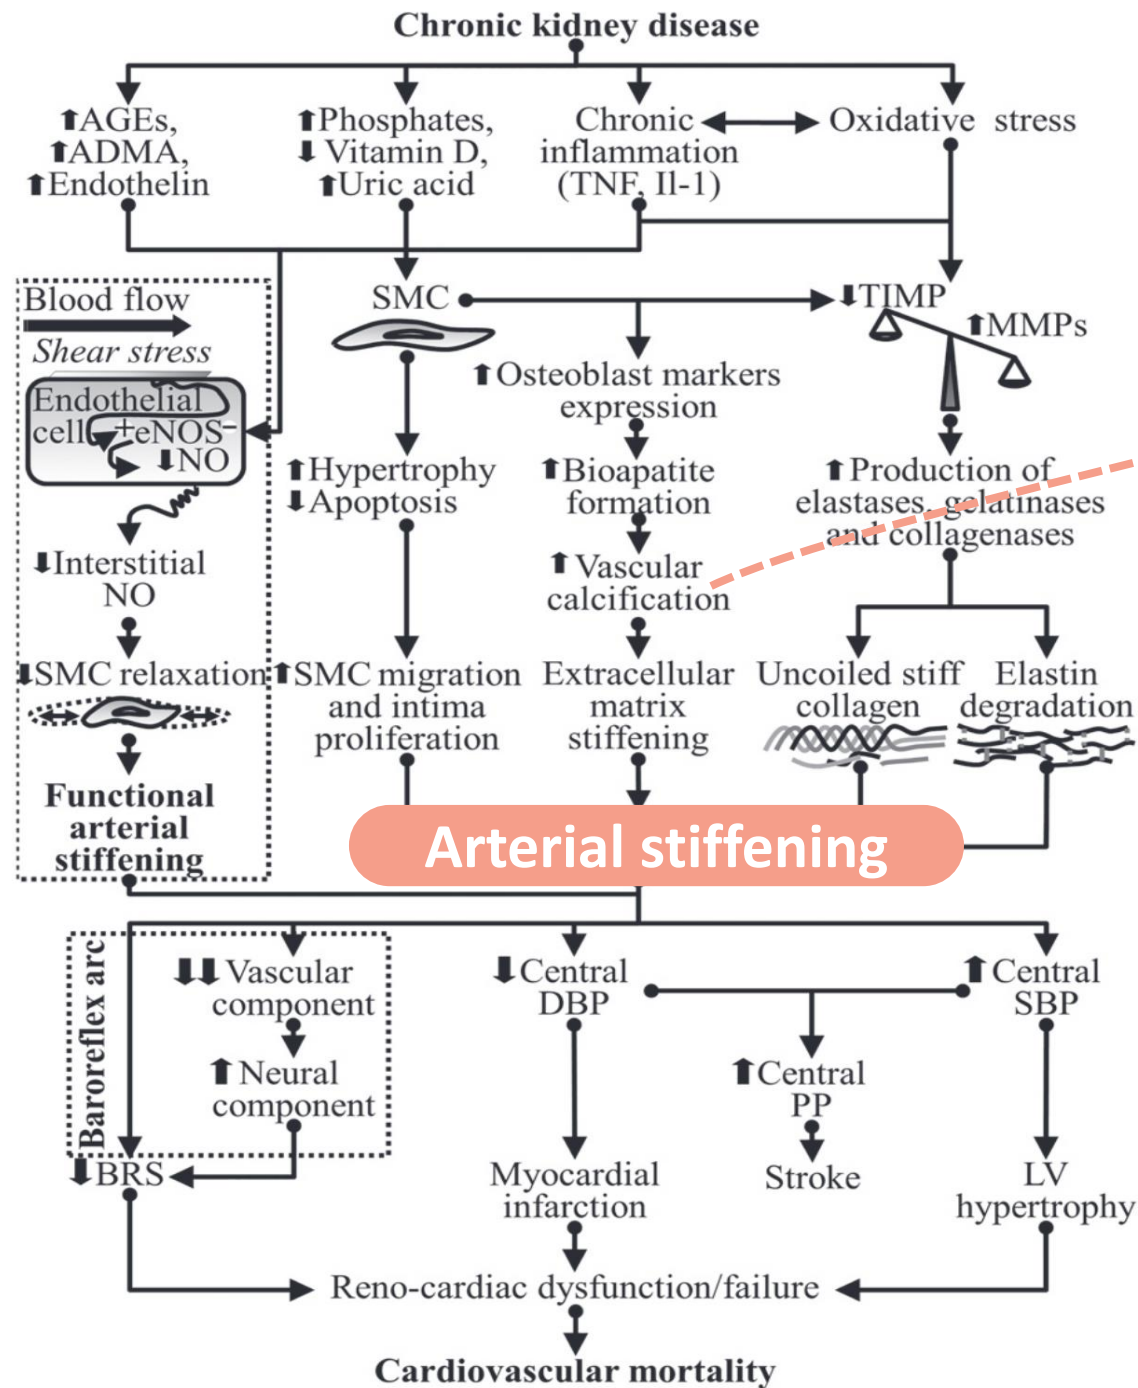 Chronic kidney disease
⬆AGEs,
⬆ADMA,
⬆Endothelin
⬆Phosphates,
⬇ Vitamin D,
⬆Uric acid
Chronic
inflammation
(TNF, Il-1)
Oxidative stress
Blood flow
Shear stress
Endothelial
cell +eNOS−
⬇NO
⬇Interstitial
NO
⬇SMC relaxation
Functional
arterial
stiffening
SMC
⬆Hypertrophy
⬇Apoptosis
⬆SMC migration
and intima
proliferation
⬆Osteoblast markers
expression
⬆Bioapatite
formation
⬆Vascular
calcification
Extracellular
matrix
stiffening
⬇TIMP
⬆MMPs
⬆Production of
elastases, gelatinases
and collagenases
Uncoiled stiff
collagen
Elastin
degradation
Arterial stiffening
Baroreflex arc
⬇⬇Vascular
component
⬆Neural
component
⬇BRS
⬇Central
DBP
Myocardial
infarction
⬆Central
PP
Stroke
⬆Central
SBP
LV
hypertrophy
Reno-cardiac dysfunction/failure
Cardiovascular mortality